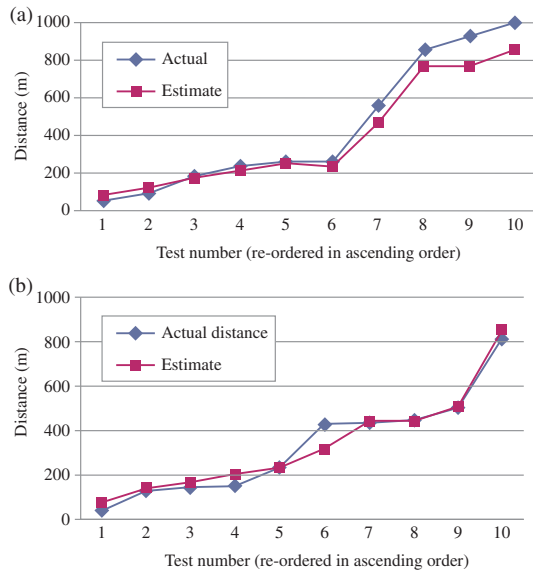 (a)
1000
800
600
400
200
0
Distance (m)
Actual
Estimate
1 2 3 4 5 6 7 8 9 10
Test number (re-ordered in ascending order)
(b)
1000
800
600
400
200
0
Distance (m)
Actual distance
Estimate
1 2 3 4 5 6 7 8 9 10
Test number (re-ordered in ascending order)